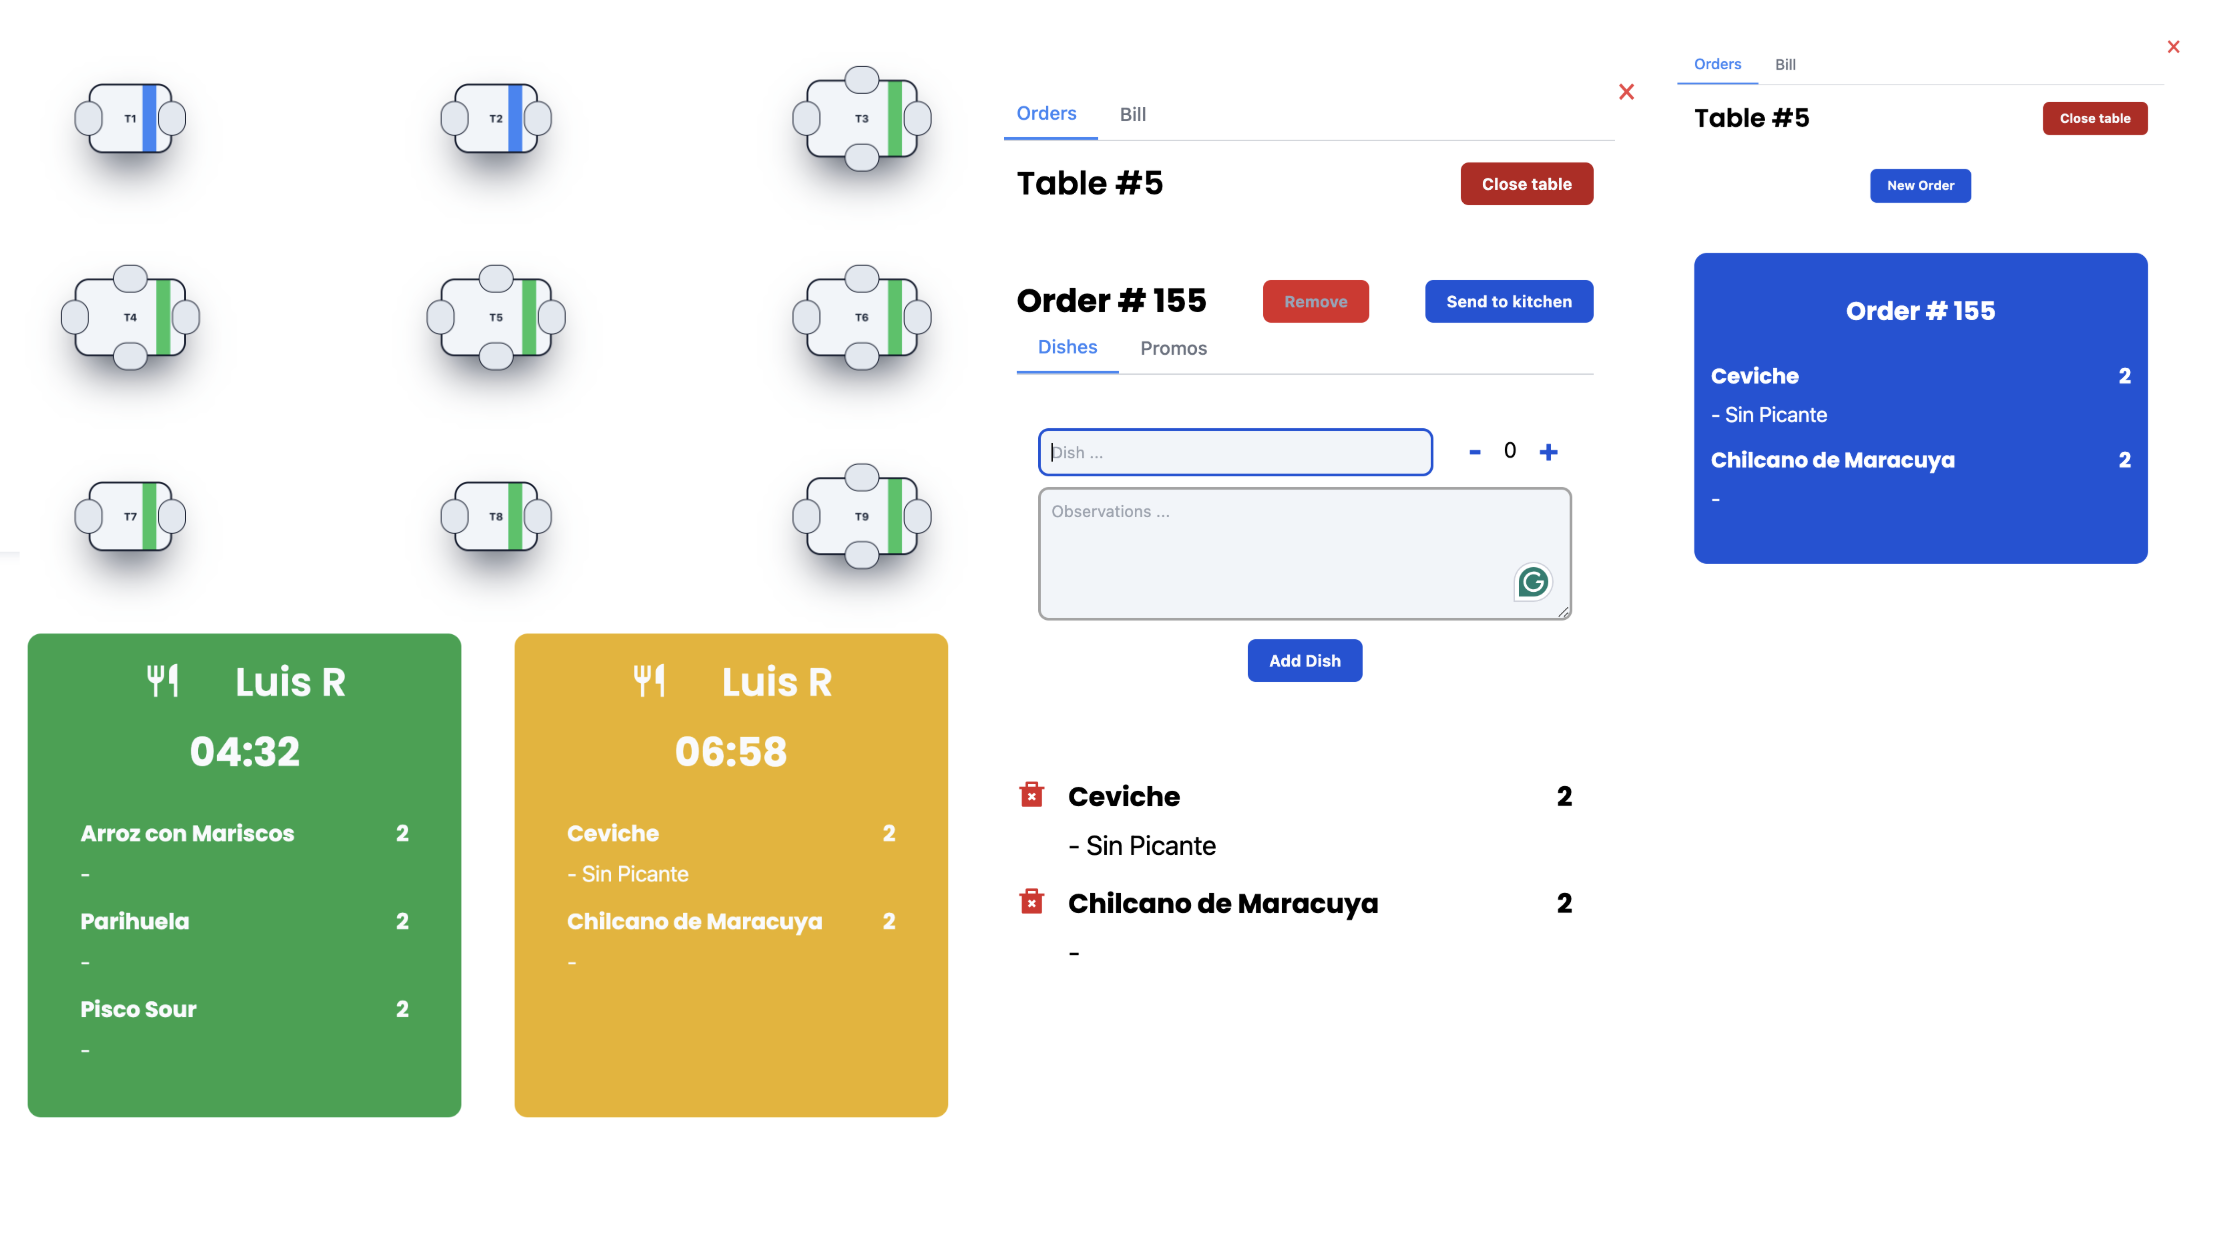 T1
T2
T3
T4
T5
T6
T7
T8
T9
Luis R
04:32
Arroz con Mariscos 2
-
Parihuela 2
-
Pisco Sour 2
-
Luis R
06:58
Ceviche 2
- Sin Picante
Chilcano de Maracuya 2
-
Orders Bill
Table #5 Close table
Order # 155 Remove Send to kitchen
Dishes Promos
Dish ... - 0 +
Observations ...
Add Dish
Ceviche 2
- Sin Picante
Chilcano de Maracuya 2
-
Orders Bill
Table #5 Close table
New Order
Order # 155
Ceviche 2
- Sin Picante
Chilcano de Maracuya 2
-